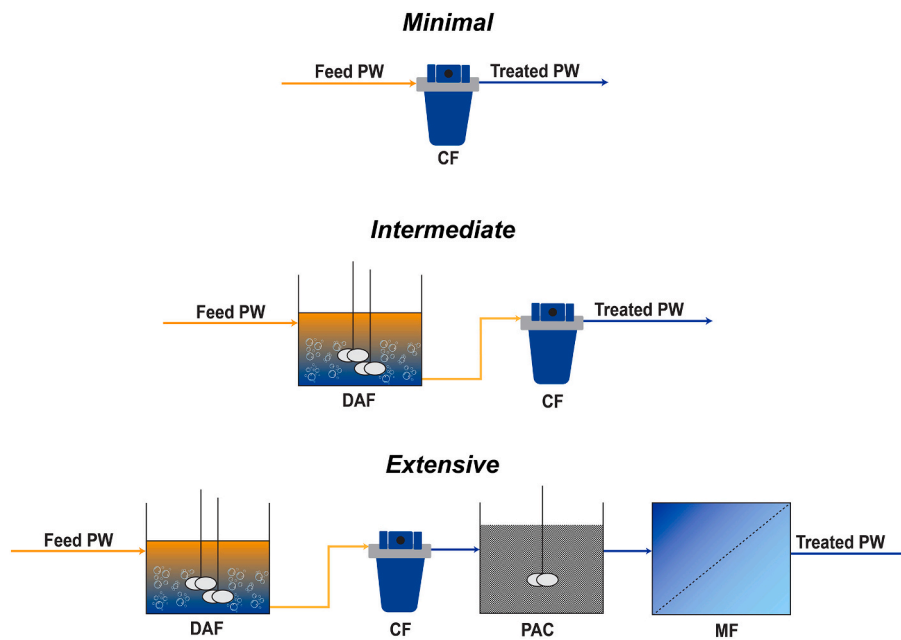 Minimal
Feed PW
Treated PW
CF
Intermediate
Feed PW
Treated PW
DAF
CF
Extensive
Feed PW
Treated PW
DAF
CF
PAC
MF